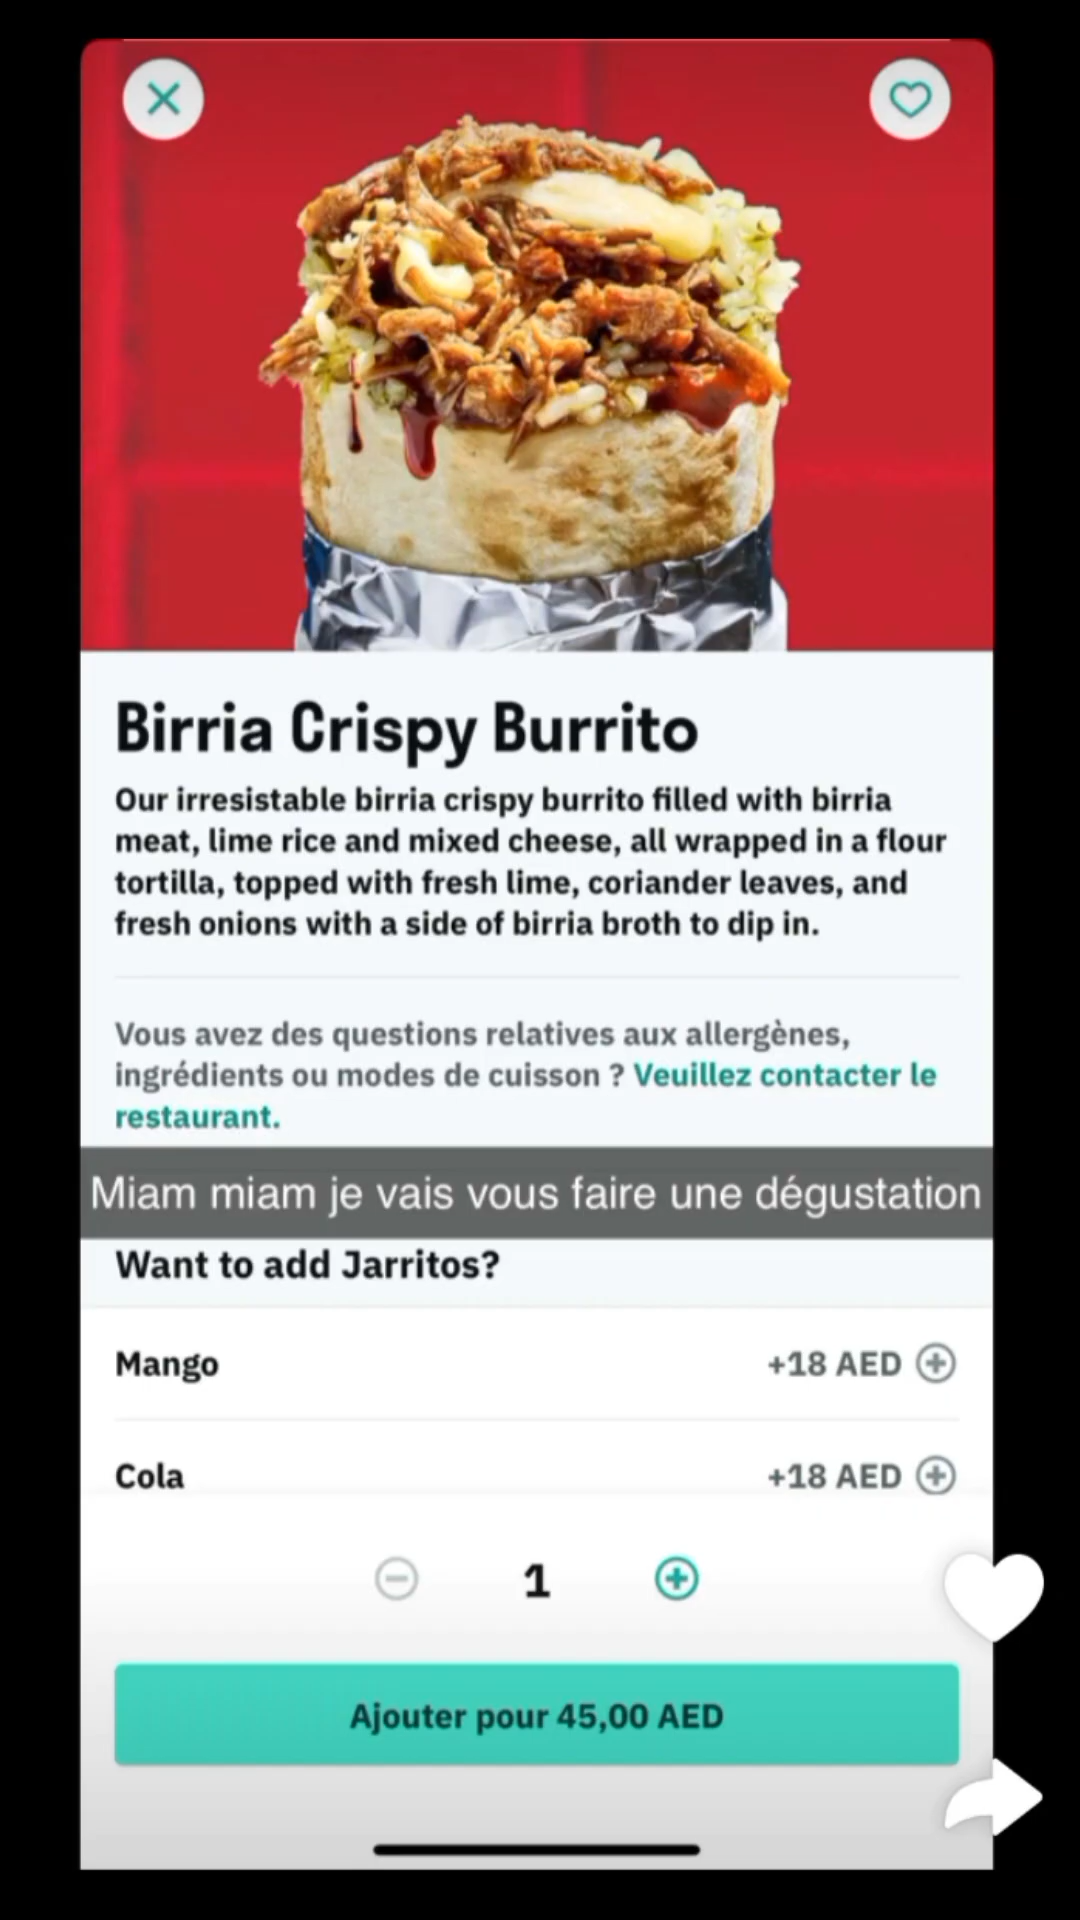 Birria Crispy Burrito
Our irresistable birria crispy burrito filled with birria
meat, lime rice and mixed cheese, all wrapped in a flour
tortilla, topped with fresh lime, coriander leaves, and
fresh onions with a side of birria broth to dip in.
Vous avez des questions relatives aux allergènes,
ingrédients ou modes de cuisson ? Veuillez contacter le
restaurant.
Miam miam je vais vous faire une dégustation
Want to add Jarritos?
Mango +18 AED
Cola +18 AED
1
Ajouter pour 45,00 AED